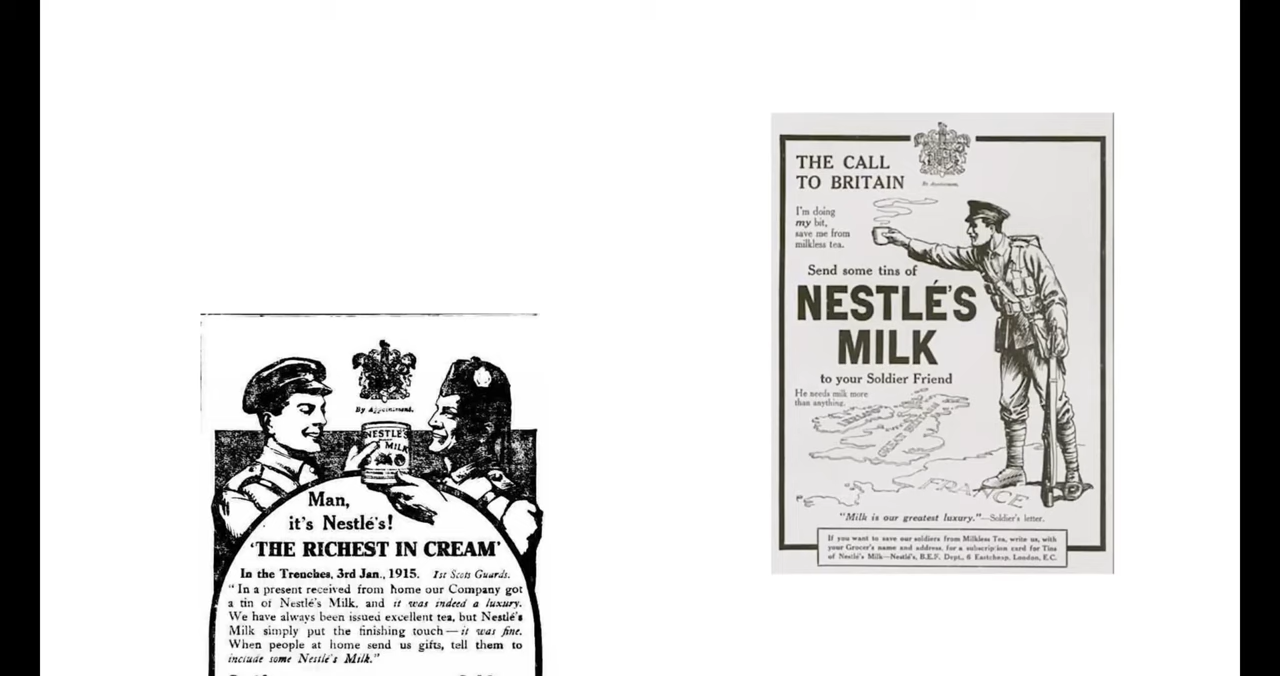 By Appointment.
NESTLÉ'S
MILK
Man,
it's Nestlé's!
'THE RICHEST IN CREAM'
In the Trenches, 3rd Jan., 1915. 1st Scots Guards.
"In a present received from home our Company got
a tin of Nestlé's Milk, and it was indeed a luxury.
We have always been issued excellent tea, but Nestlé's
Milk simply put the finishing touch—it was fine.
When people at home send us gifts, tell them to
include some Nestlé's Milk."
THE CALL
TO BRITAIN
By Appointment.
I'm doing
my bit,
save me from
milkless tea.
Send some tins of
NESTLÉ'S
MILK
to your Soldier Friend
He needs milk more
than anything.
FRANCE
"Milk is our greatest luxury."—Soldier's letter.
If you want to save our soldiers from Milkless Tea, write us, with
your Grocer's name and address, for a subscription card for Tins
of Nestlé's Milk—Nestlé's, B.E.F. Dept., 6 Eastcheap, London, E.C.